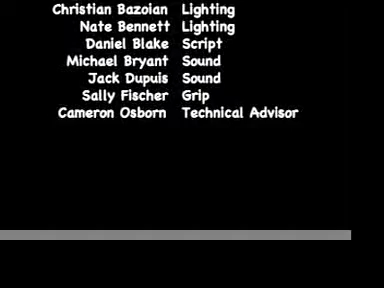 Christian Bazoian Lighting
Nate Bennett Lighting
Daniel Blake Script
Michael Bryant Sound
Jack Dupuis Sound
Sally Fischer Grip
Cameron Osborn Technical Advisor